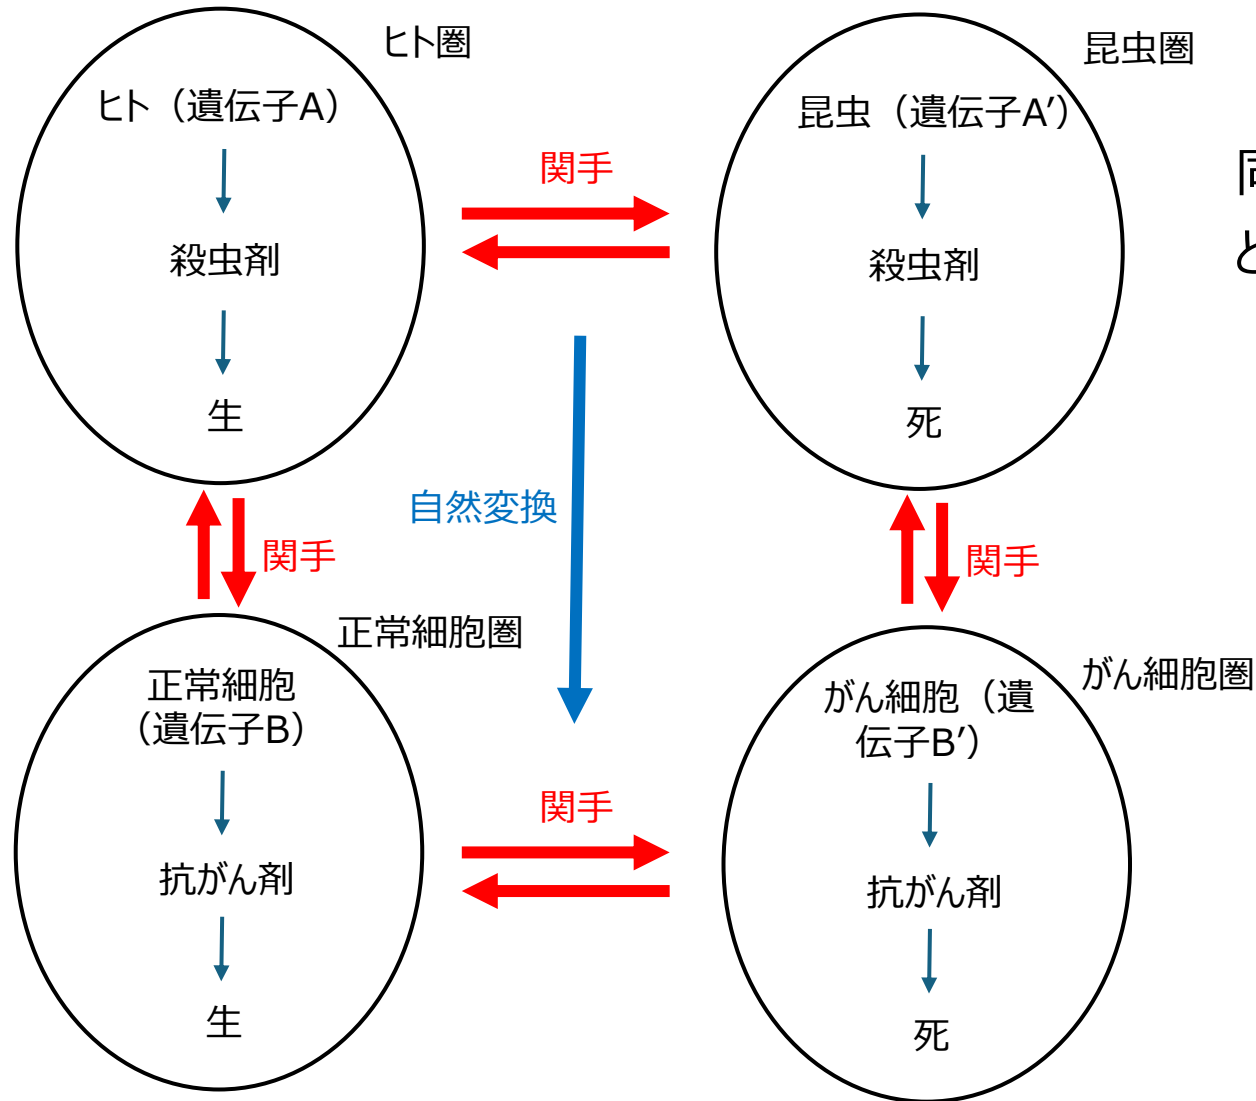 ヒト圏
昆虫圏
ヒト（遺伝子A）
昆虫（遺伝子A′）
関手
殺虫剤
殺虫剤
生
死
自然変換
関手
関手
正常細胞圏
がん細胞圏
正常細胞
（遺伝子B）
がん細胞（遺
伝子B′）
関手
抗がん剤
抗がん剤
生
死
と